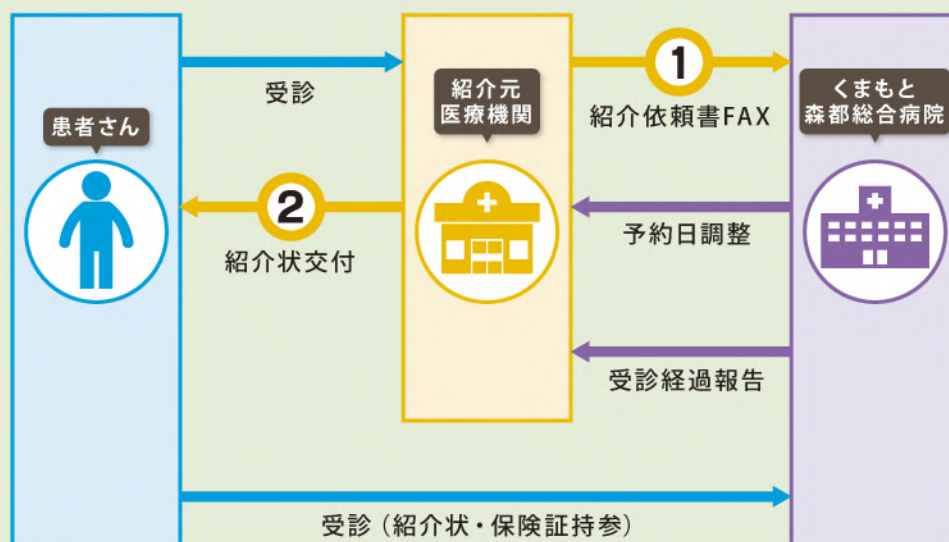 患者さん
受診
紹介元
医療機関
1
紹介依頼書FAX
くまもと
森都総合病院
2
紹介状交付
予約日調整
受診経過報告
受診（紹介状・保険証持参）